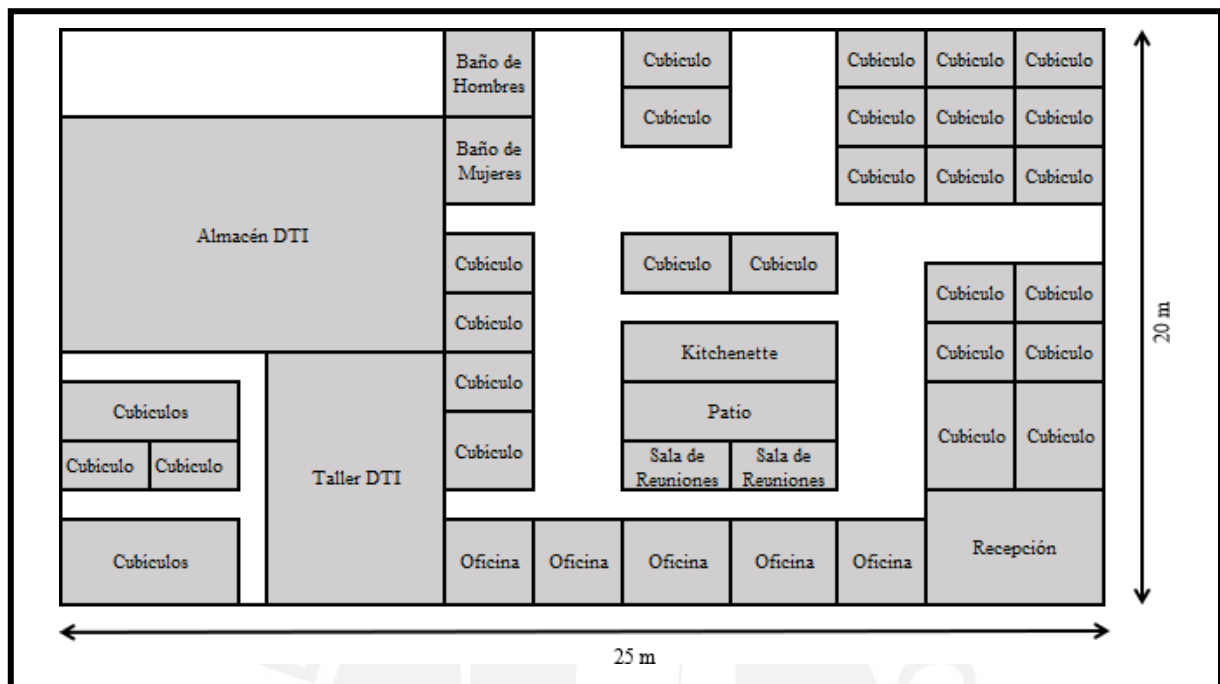 Baño de
Hombres
Cubiculo
Cubiculo
Cubiculo
Cubiculo
Cubiculo
Cubiculo
Cubiculo
Cubiculo
Baño de
Mujeres
Cubiculo
Cubiculo
Cubiculo
Almacén DTI
Cubiculo
Cubiculo
Cubiculo
Cubiculo
Cubiculo
20 m
Cubiculo
Kitchenette
Cubiculo
Cubiculo
Cubiculo
Cubiculos
Patio
Cubiculo
Cubiculo
Cubiculo
Cubiculo
Cubiculo
Sala de
Reuniones
Sala de
Reuniones
Taller DTI
Recepción
Cubiculos
Oficina
Oficina
Oficina
Oficina
Oficina
25 m